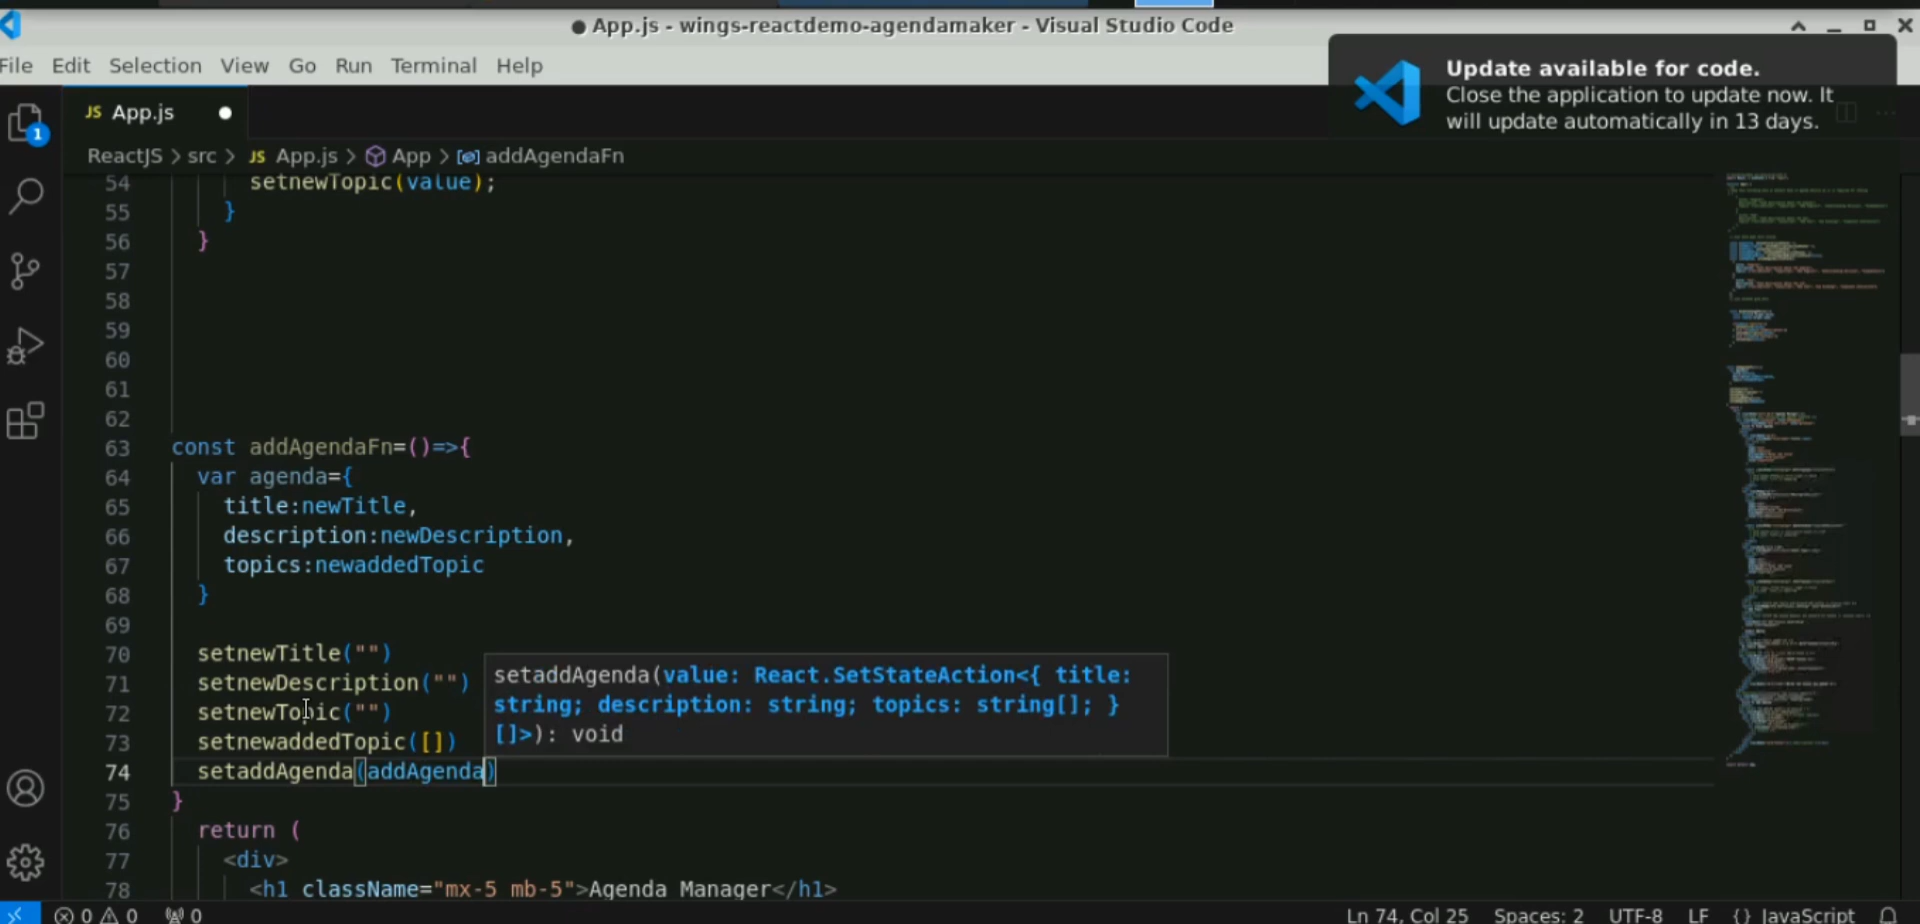 ● App.js - wings-reactdemo-agendamaker - Visual Studio Code
File Edit Selection View Go Run Terminal Help
Update available for code.
Close the application to update now. It
will update automatically in 13 days.
JS App.js ●
1
ReactJS > src > JS App.js > App > addAgendaFn
54 setnewTopic(value);
55 }
56 }
57
58
59
60
61
62
63 const addAgendaFn=()=>{
64 var agenda={
65 title:newTitle,
66 description:newDescription,
67 topics:newaddedTopic
68 }
69
70 setnewTitle("")
71 setnewDescription("")
72 setnewTopic("")
73 setnewaddedTopic([])
74 setaddAgenda(addAgenda)
setaddAgenda(value: React.SetStateAction<{ title:
string; description: string; topics: string[]; }
[]>): void
75 }
76 return (
77 <div>
78 <h1 className="mx-5 mb-5">Agenda Manager</h1>
0 0 0 Ln 74, Col 25 Spaces: 2 UTF-8 LF {} JavaScript